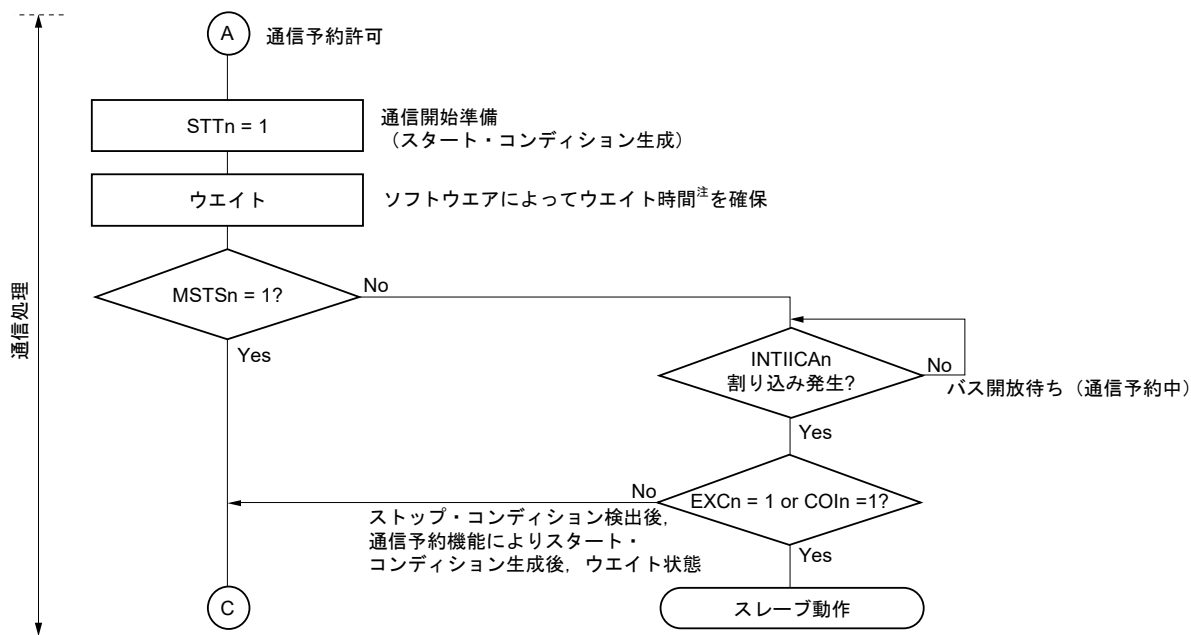 A 通信予約許可
STTn = 1
通信開始準備
（スタート・コンディション生成）
ウエイト
ソフトウエアによってウエイト時間注を確保
MSTSn = 1?
No
Yes
INTIICAn
割り込み発生?
No
バス開放待ち（通信予約中）
Yes
EXCn = 1 or COIn =1?
No
ストップ・コンディション検出後，
通信予約機能によりスタート・
コンディション生成後，ウエイト状態
Yes
C
スレーブ動作
通信処理